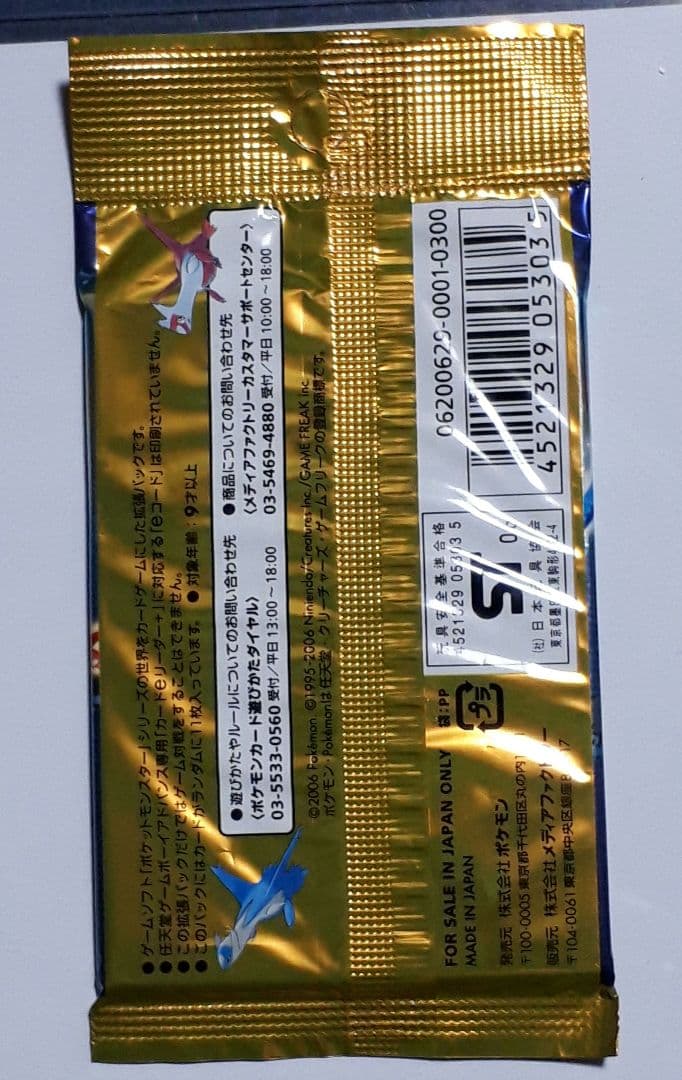 ●ゲームソフト「ポケットモンスター」シリーズの世界をカードゲームにした拡張パックです。
●任天堂ゲームボーイアドバンス専用「カードeリーダー+」に対応する「eコード」は印刷されていません。
●この拡張パックだけではゲーム対戦をすることはできません。
●このパックにはカードがランダムに11枚入っています。 ●対象年齢:9才以上
●遊びかたやルールについてのお問い合わせ先
〈ポケモンカード遊びかたダイヤル〉
03-5533-0560 受付/平日 13:00~18:00
●商品についてのお問い合わせ先
〈メディアファクトリーカスタマーサポートセンター〉
03-5469-4880 受付/平日 10:00~18:00
©2006 Pokémon. ©1995-2006 Nintendo/Creatures Inc./GAME FREAK inc.
ポケモン・Pokémonは任天堂・クリーチャーズ・ゲームフリークの登録商標です。
FOR SALE IN JAPAN ONLY
MADE IN JAPAN
袋:PP
プラ
発売元 株式会社ポケモン
〒100-0005 東京都千代田区丸の内1
販売元 株式会社メディアファクトリー
〒104-0061 東京都中央区銀座8 17
玩具安全基準合格
4521329 05303 5
ST
(社)日本玩具協会
東京都墨田区東駒形4-22-4
06200629-0001-0300
4521329 05303 5